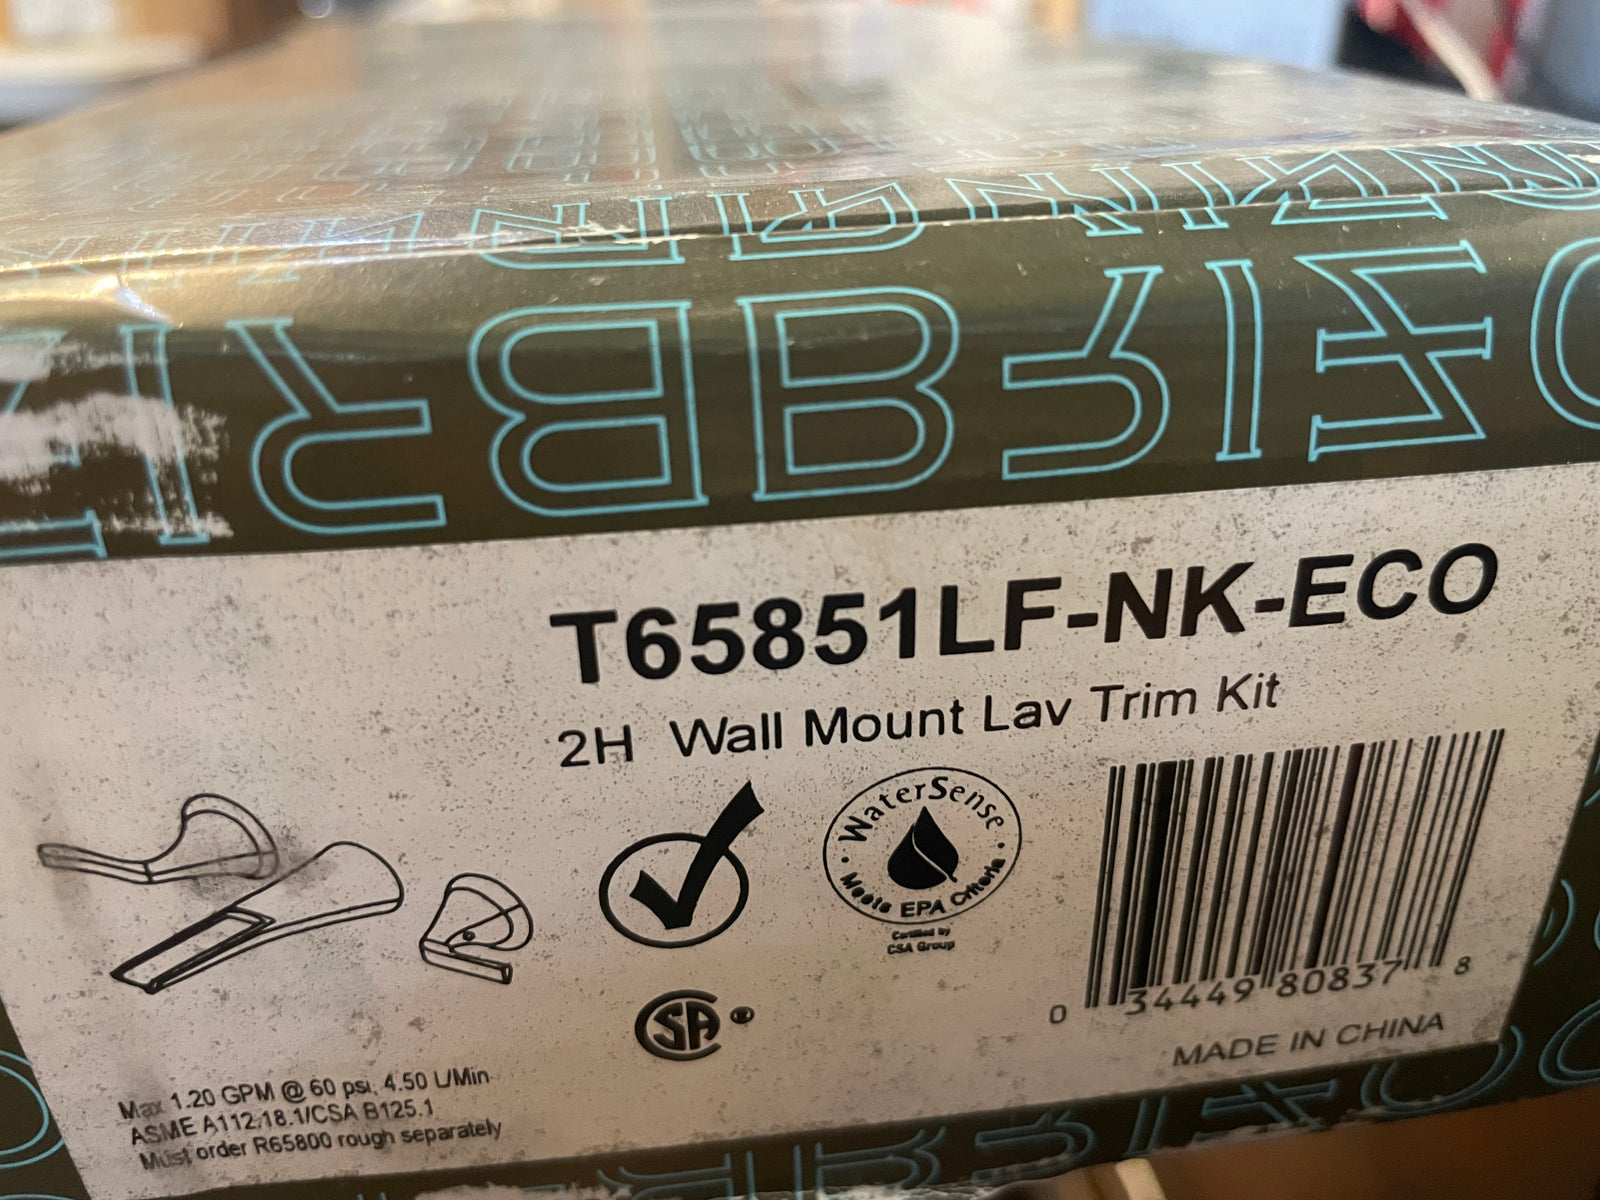 T65851LF-NK-ECO
2H Wall Mount Lav Trim Kit
WaterSense
Meets EPA Criteria
Certified by
CSA Group
CSA ®
0 34449 80837 8
MADE IN CHINA
Max 1.20 GPM @ 60 psi, 4.50 L/Min
ASME A112.18.1/CSA B125.1
Must order R65800 rough separately